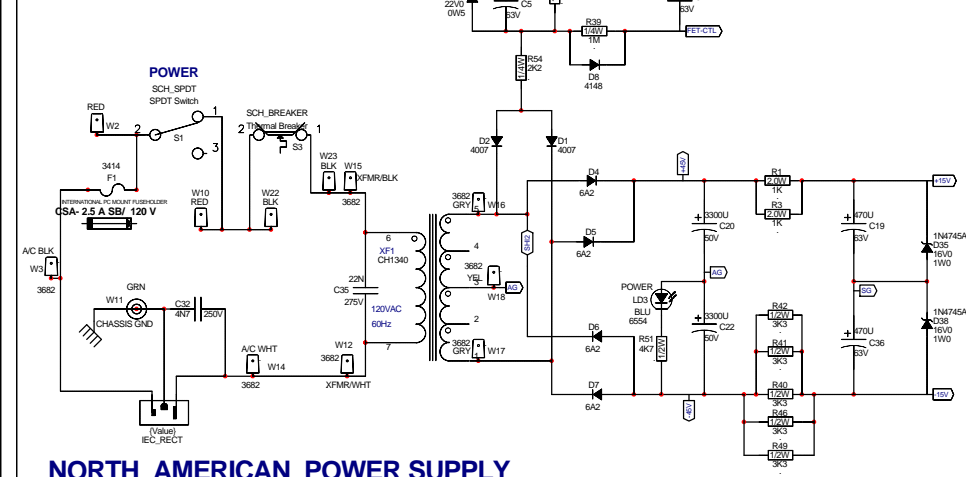 22V0
0W5
C5
63V
63V
R39
1/4W
1M
FET-CTL
D8
4148
R54
1/4W
2K2
POWER
SCH_SPDT
SPDT Switch
RED
W2
2
1
3
S1
SCH_BREAKER
Thermal Breaker
2
1
S3
3414
F1
INTERNATIONAL PC MOUNT FUSEHOLDER
CSA- 2.5 A SB/ 120 V
W10
RED
W22
BLK
W23
BLK
W15
XFMR/BLK
3682
D2
4007
D1
4007
3682
GRY
5
W16
D4
6A2
+45V
R1
2.0W
1K
R3
2.0W
1K
+15V
3300U
C20
50V
470U
C19
63V
1N4745A
D35
16V0
1W0
D5
6A2
SHI2
6
XF1
CH1340
4
3682
YEL
3
W18
AG
AG
SG
A/C BLK
W3
3682
GRN
W11
CHASSIS GND
C32
4N7
250V
22N
C35
275V
120VAC
60Hz
7
2
3682
GRY
1
W17
POWER
LD3
BLU
6554
R51
4K7
1/2W
3300U
C22
50V
R42
1/2W
3K3
R41
1/2W
3K3
R40
1/2W
3K3
R46
1/2W
3K3
R49
1/2W
3K3
470U
C36
63V
1N4745A
D38
16V0
1W0
D6
6A2
D7
6A2
-45V
-15V
A/C WHT
W14
3682
W12
3682
XFMR/WHT
{Value}
IEC_RECT
NORTH AMERICAN POWER SUPPLY